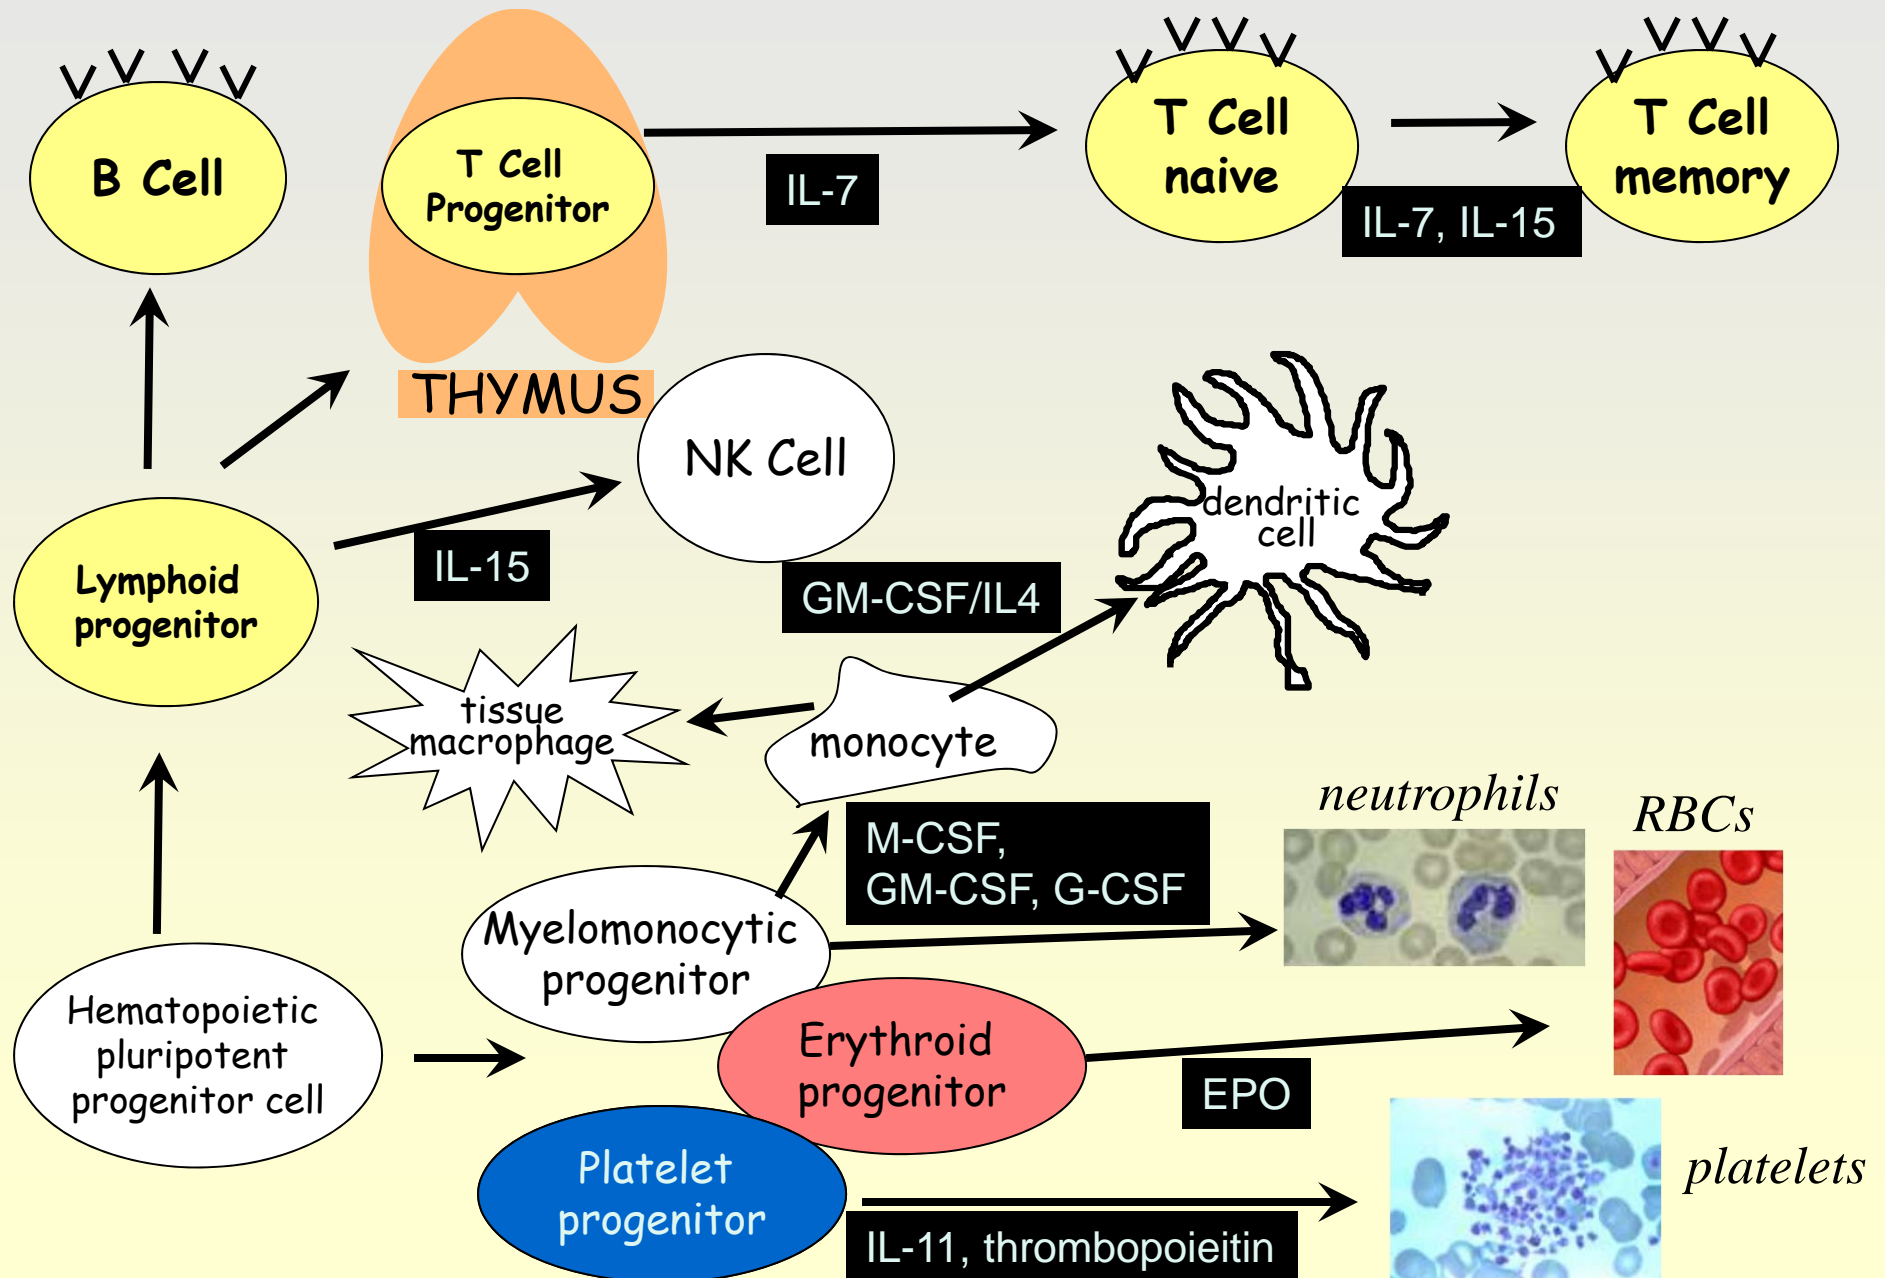 B Cell
T Cell
Progenitor
IL-7
T Cell
naive
IL-7, IL-15
T Cell
memory
THYMUS
NK Cell
dendritic
cell
Lymphoid
progenitor
IL-15
GM-CSF/IL4
tissue
macrophage
monocyte
M-CSF,
GM-CSF, G-CSF
neutrophils
RBCs
Myelomonocytic
progenitor
Hematopoietic
pluripotent
progenitor cell
Erythroid
progenitor
EPO
Platelet
progenitor
IL-11, thrombopoieitin
platelets